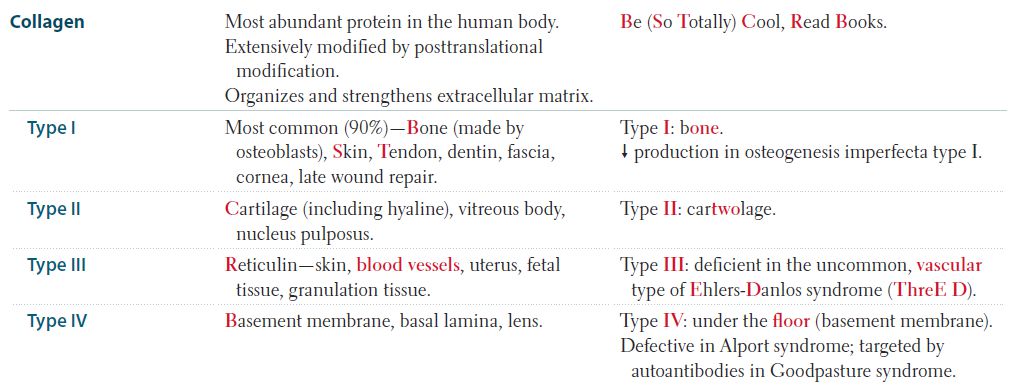 Collagen
Most abundant protein in the human body.
Extensively modified by posttranslational
modification.
Organizes and strengthens extracellular matrix.
Be (So Totally) Cool, Read Books.
Type I
Most common (90%)—Bone (made by
osteoblasts), Skin, Tendon, dentin, fascia,
cornea, late wound repair.
Type I: bone.
↓ production in osteogenesis imperfecta type I.
Type II
Cartilage (including hyaline), vitreous body,
nucleus pulposus.
Type II: cartwolage.
Type III
Reticulin—skin, blood vessels, uterus, fetal
tissue, granulation tissue.
Type III: deficient in the uncommon, vascular
type of Ehlers-Danlos syndrome (ThreE D).
Type IV
Basement membrane, basal lamina, lens.
Type IV: under the floor (basement membrane).
Defective in Alport syndrome; targeted by
autoantibodies in Goodpasture syndrome.